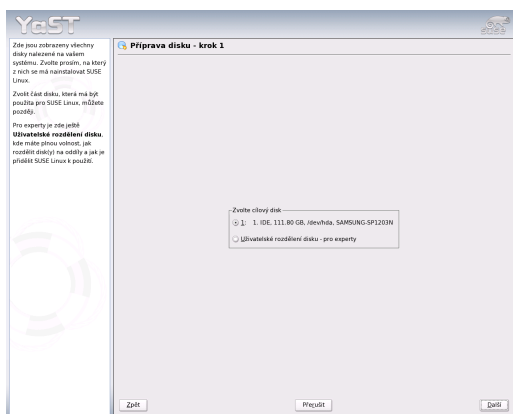 YaST
SUSE
Zde jsou zobrazeny všechny
disky nalezené na vašem
systému. Zvolte prosím, na který
z nich se má nainstalovat SUSE
Linux.
Zvolit část disku, která má být
použita pro SUSE Linux, můžete
později.
Pro experty je zde ještě
Uživatelské rozdělení disku,
kde máte plnou volnost, jak
rozdělit disk(y) na oddíly a jak je
přidělit SUSE Linux k použití.
Příprava disku - krok 1
Zvolte cílový disk
1: 1. IDE, 111.80 GB, /dev/hda, SAMSUNG-SP1203N
Uživatelské rozdělení disku - pro experty
Zpět
Přerušit
Další